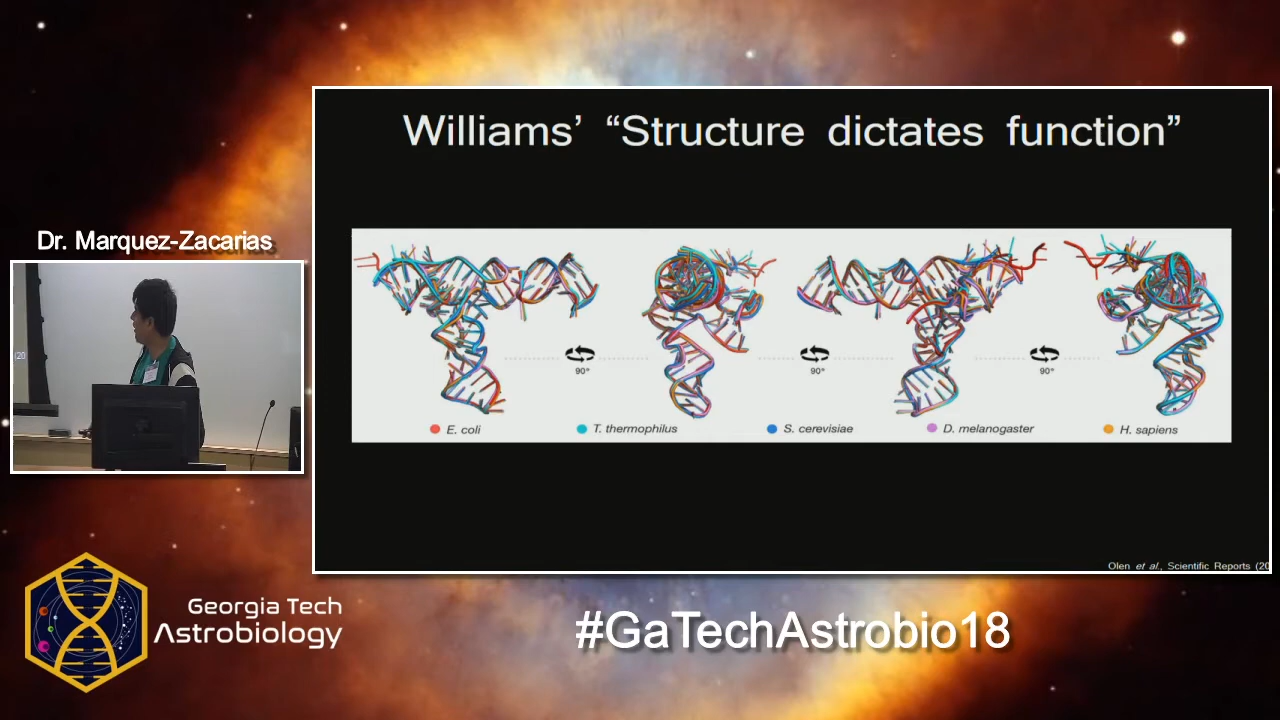 Williams' “Structure dictates function”
Dr. Marquez-Zacarias
(20
90°
90°
90°
E. coli
T. thermophilus
S. cerevisiae
D. melanogaster
H. sapiens
Olen et al., Scientific Reports (20
Georgia Tech
Astrobiology
#GaTechAstrobio18